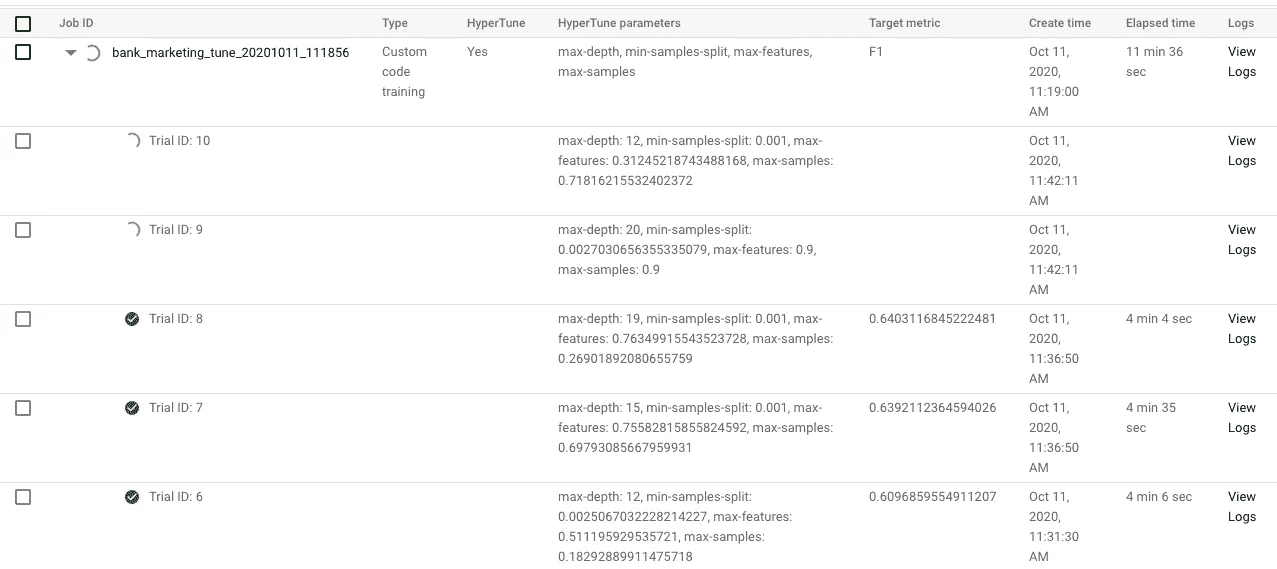 Job ID Type HyperTune HyperTune parameters Target metric Create time Elapsed time Logs
bank_marketing_tune_20201011_111856 Custom Yes max-depth, min-samples-split, max-features, F1 Oct 11, 11 min 36 View
code max-samples 2020, sec Logs
training 11:19:00
AM
Trial ID: 10 max-depth: 12, min-samples-split: 0.001, max- Oct 11, View
features: 0.31245218743488168, max-samples: 2020, Logs
0.71816215532402372 11:42:11
AM
Trial ID: 9 max-depth: 20, min-samples-split: Oct 11, View
0.0027030656355335079, max-features: 0.9, 2020, Logs
max-samples: 0.9 11:42:11
AM
Trial ID: 8 max-depth: 19, min-samples-split: 0.001, max- 0.6403116845222481 Oct 11, 4 min 4 sec View
features: 0.76349915543523728, max-samples: 2020, Logs
0.26901892080655759 11:36:50
AM
Trial ID: 7 max-depth: 15, min-samples-split: 0.001, max- 0.6392112364594026 Oct 11, 4 min 35 View
features: 0.75582815855824592, max-samples: 2020, sec Logs
0.69793085667959931 11:36:50
AM
Trial ID: 6 max-depth: 12, min-samples-split: 0.6096859554911207 Oct 11, 4 min 6 sec View
0.0025067032228214227, max-features: 2020, Logs
0.511195929535721, max-samples: 11:31:30
0.18292889911475718 AM